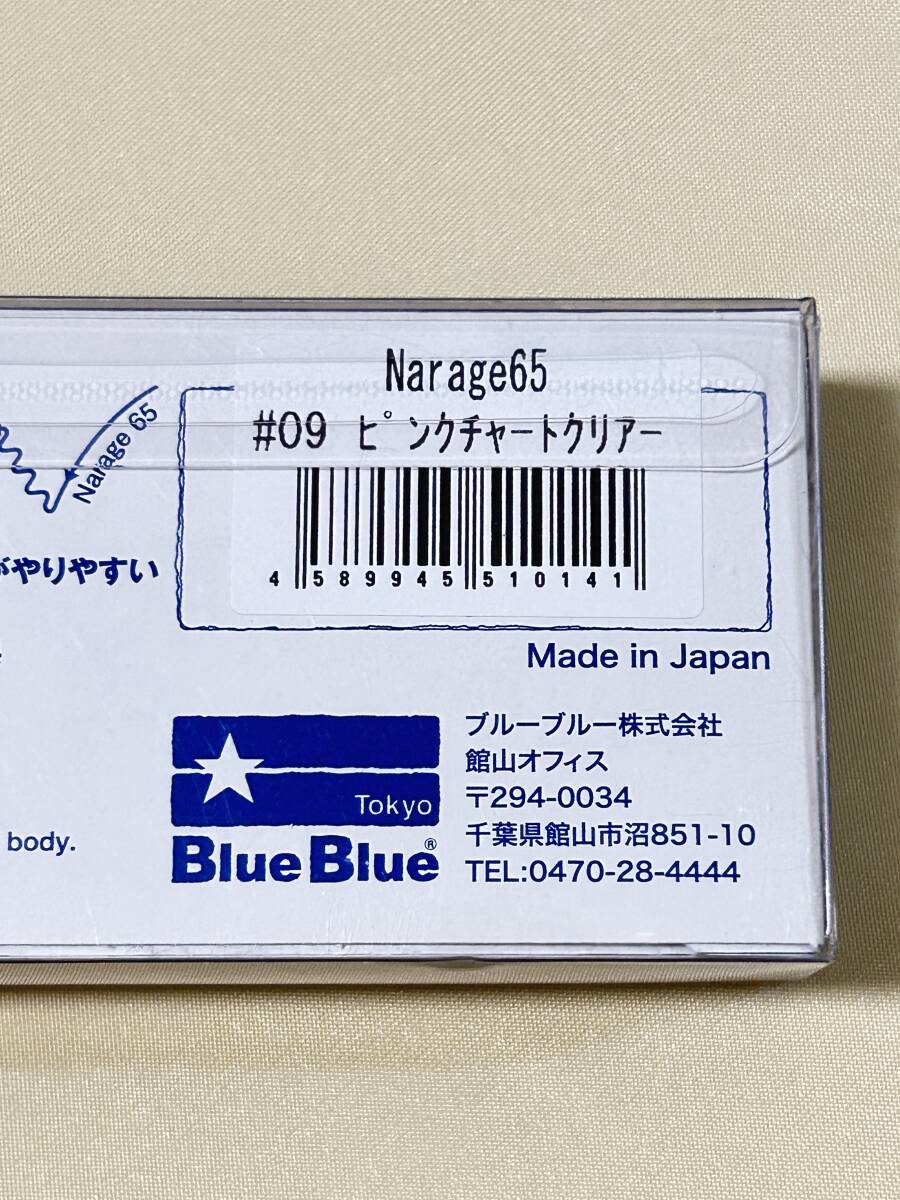 Narage65
#09 ﾋﾟﾝｸﾁｬｰﾄｸﾘｱｰ
4 589945 510141
Narage 65
がやりやすい
Made in Japan
Tokyo
Blue Blue®
ブルーブルー株式会社
館山オフィス
〒294-0034
千葉県館山市沼851-10
TEL:0470-28-4444
body.